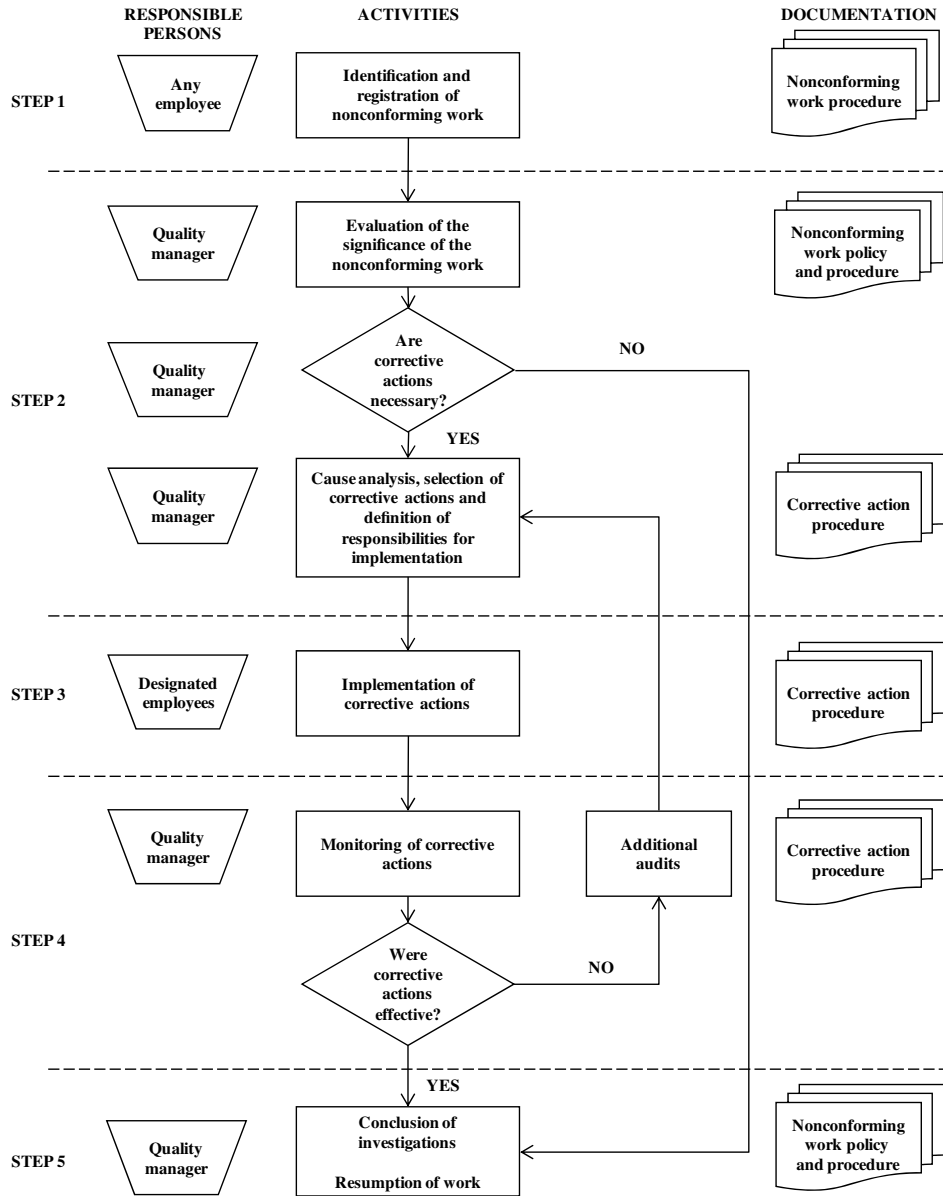 RESPONSIBLE
PERSONS
ACTIVITIES
DOCUMENTATION
STEP 1
Any
employee
Identification and
registration of
nonconforming work
Nonconforming
work procedure
Quality
manager
Evaluation of the
significance of the
nonconforming work
Nonconforming
work policy
and procedure
STEP 2
Quality
manager
Are
corrective
actions
necessary?
NO
YES
Quality
manager
Cause analysis, selection of
corrective actions and
definition of
responsibilities for
implementation
Corrective action
procedure
STEP 3
Designated
employees
Implementation of
corrective actions
Corrective action
procedure
Quality
manager
Monitoring of corrective
actions
Additional
audits
Corrective action
procedure
STEP 4
Were
corrective
actions
effective?
NO
YES
STEP 5
Quality
manager
Conclusion of
investigations
Resumption of work
Nonconforming
work policy and
procedure